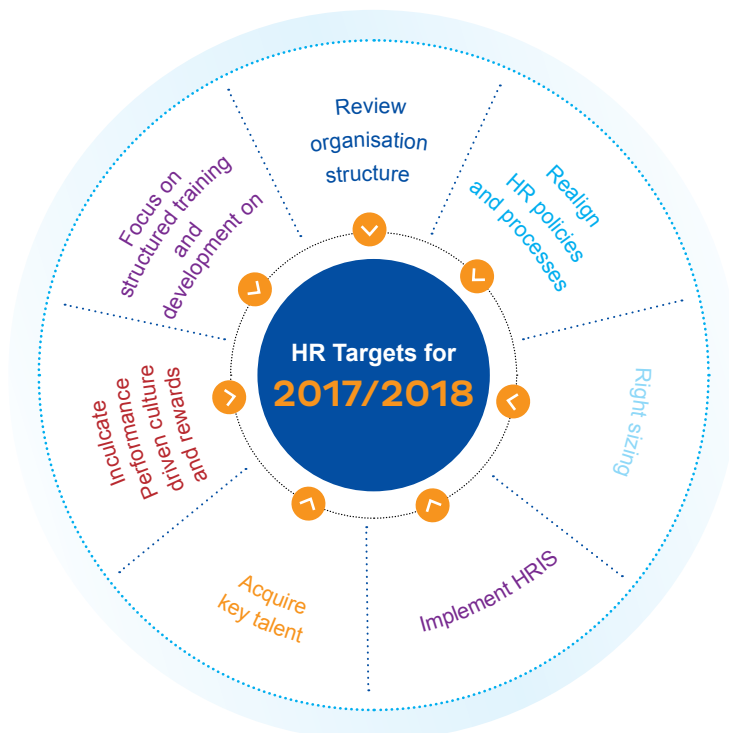 Review
organisation
structure
Realign
HR policies
and processes
Right sizing
Implement HRIS
Acquire
key talent
Inculcate
Performance
driven culture
and rewards
Focus on
structured training
and
development on
HR Targets for
2017/2018